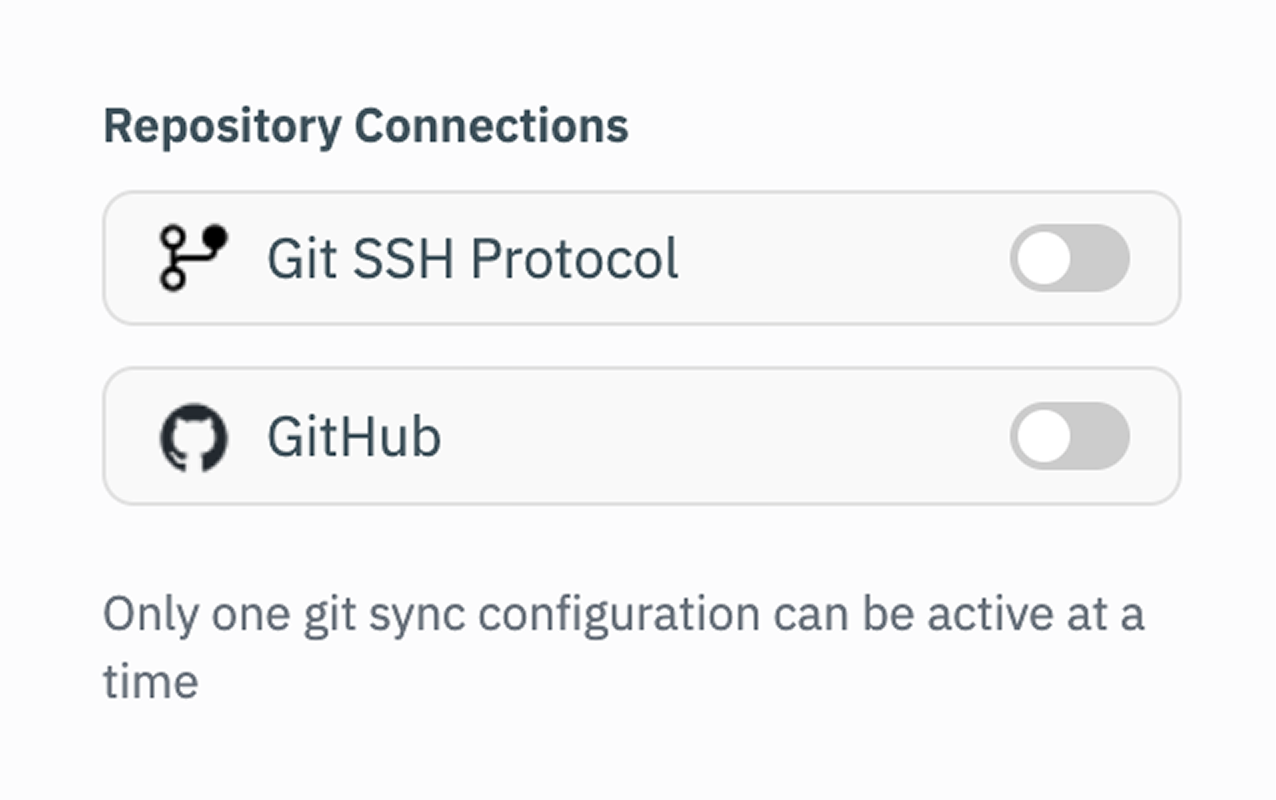 Repository Connections
Git SSH Protocol
GitHub
Only one git sync configuration can be active at a
time